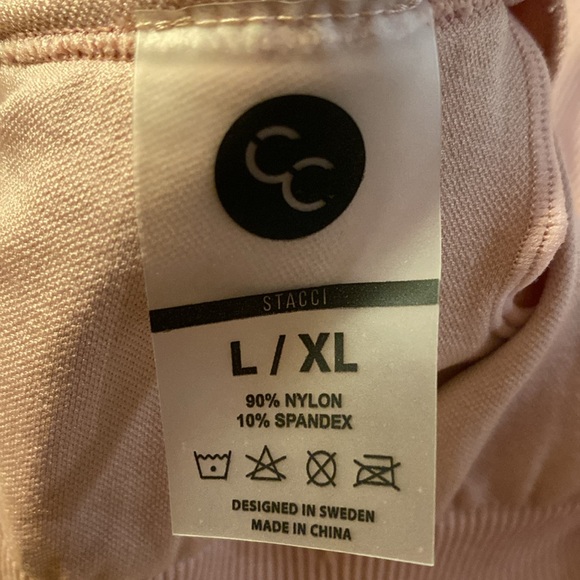 CC
STACCI
L / XL
90% NYLON
10% SPANDEX
DESIGNED IN SWEDEN
MADE IN CHINA